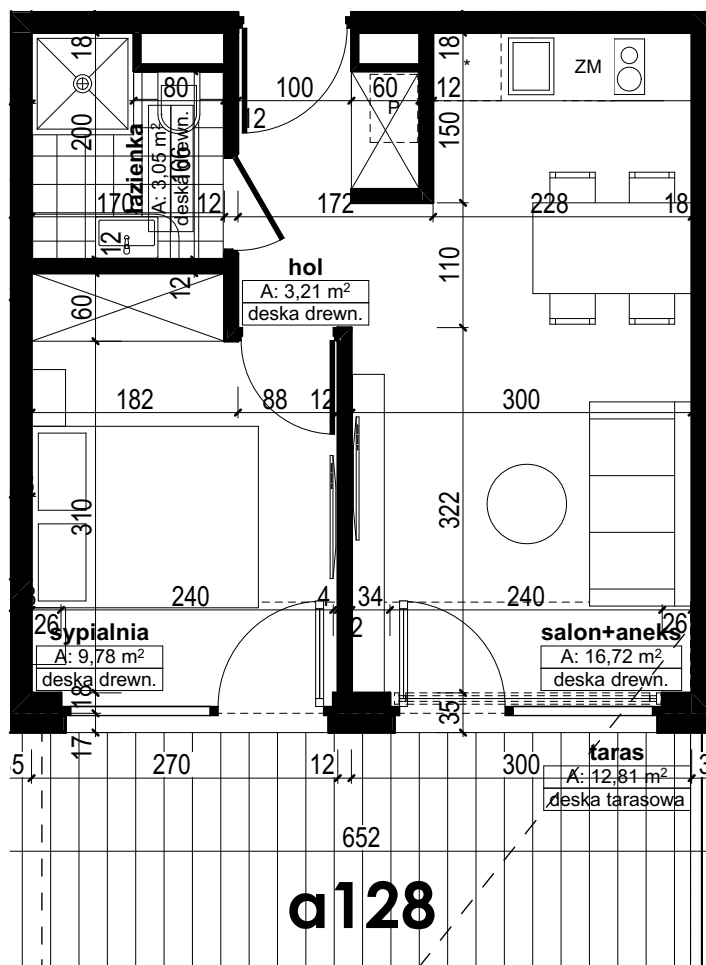 18
18
ZM
*
80
100
60
P
12
12
200
łazienka
A: 3,05 m²
deska drewn.
150
170
12
172
228
18
12
12
hol
A: 3,21 m²
deska drewn.
60
110
182
88
12
300
310
322
240
4
34
240
26
2
26
sypialnia
A: 9,78 m²
deska drewn.
salon+aneks
A: 16,72 m²
deska drewn.
18
35
17
taras
A: 12,81 m²
deska tarasowa
5
270
12
300
3
652
a128